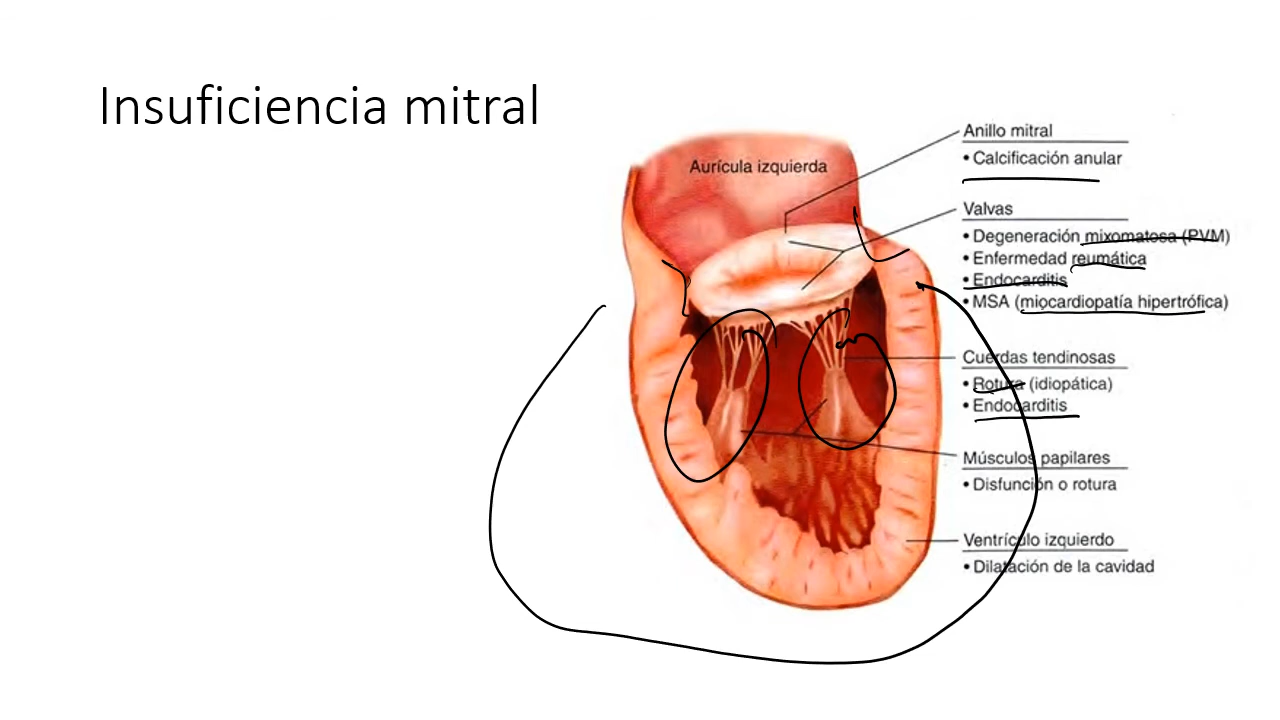 Insuficiencia mitral
Aurícula izquierda
Anillo mitral
• Calcificación anular
Valvas
• Degeneración mixomatosa (PVM)
• Enfermedad reumática
• Endocarditis
• MSA (miocardiopatía hipertrófica)
Cuerdas tendinosas
• Rotura (idiopática)
• Endocarditis
Músculos papilares
• Disfunción o rotura
Ventrículo izquierdo
• Dilatación de la cavidad